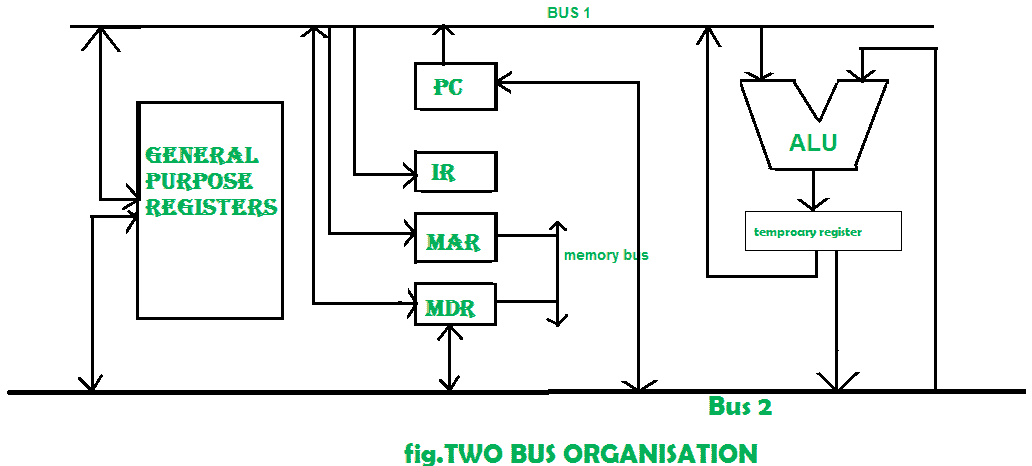 BUS 1
PC
GENERAL
PURPOSE
REGISTERS
ALU
IR
MAR
temproary register
memory bus
MDR
Bus 2
fig.TWO BUS ORGANISATION